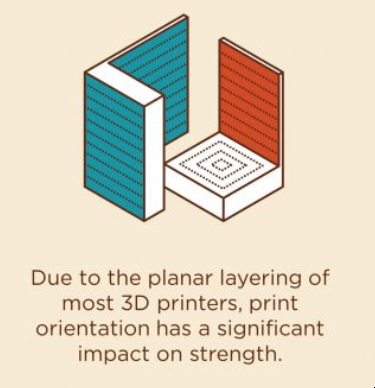 Due to the planar layering of
most 3D printers, print
orientation has a significant
impact on strength.